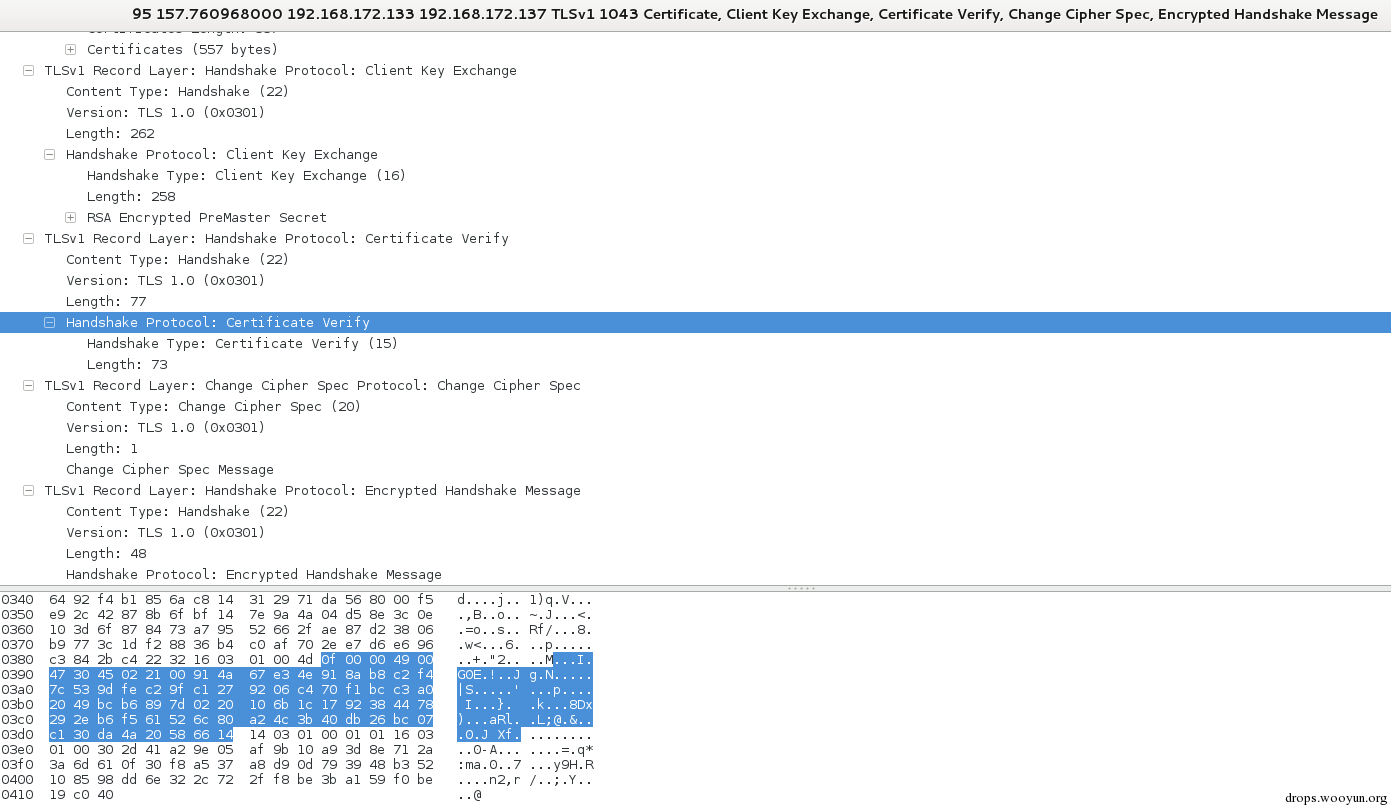 95 157.760968000 192.168.172.133 192.168.172.137 TLSv1 1043 Certificate, Client Key Exchange, Certificate Verify, Change Cipher Spec, Encrypted Handshake Message
Certificates (557 bytes)
TLSv1 Record Layer: Handshake Protocol: Client Key Exchange
Content Type: Handshake (22)
Version: TLS 1.0 (0x0301)
Length: 262
Handshake Protocol: Client Key Exchange
Handshake Type: Client Key Exchange (16)
Length: 258
RSA Encrypted PreMaster Secret
TLSv1 Record Layer: Handshake Protocol: Certificate Verify
Content Type: Handshake (22)
Version: TLS 1.0 (0x0301)
Length: 77
Handshake Protocol: Certificate Verify
Handshake Type: Certificate Verify (15)
Length: 73
TLSv1 Record Layer: Change Cipher Spec Protocol: Change Cipher Spec
Content Type: Change Cipher Spec (20)
Version: TLS 1.0 (0x0301)
Length: 1
Change Cipher Spec Message
TLSv1 Record Layer: Handshake Protocol: Encrypted Handshake Message
Content Type: Handshake (22)
Version: TLS 1.0 (0x0301)
Length: 48
Handshake Protocol: Encrypted Handshake Message
0340 64 92 f4 b1 85 6a c8 14 31 29 71 da 56 80 00 f5 d....j.. 1)q.V...
0350 e9 2c 42 87 8b 6f bf 14 7e 9a 4a 04 d5 8e 3c 0e .,B..o.. ~.J...<.
0360 10 3d 6f 87 84 73 a7 95 52 66 2f ae 87 d2 38 06 .=o..s.. Rf/...8.
0370 b9 77 3c 1d f2 88 36 b4 c0 af 70 2e e7 d6 e6 96 .w<...6. ..p.....
0380 c3 84 2b c4 22 32 16 03 01 00 4d 0f 00 00 49 00 ..+."2.. ..M...I.
0390 47 30 45 02 21 00 91 4a 67 e3 4e 91 8a b8 c2 f4 G0E.!..J g.N.....
03a0 7c 53 9d fe c2 9f c1 27 92 06 c4 70 f1 bc c3 a0 |S.....' ...p....
03b0 20 49 bc b6 89 7d 02 20 10 6b 1c 17 92 38 44 78 I...}. .k...8Dx
03c0 29 2e b6 f5 61 52 6c 80 a2 4c 3b 40 db 26 bc 07 )...aRl. .L;@.&..
03d0 c1 30 da 4a 20 58 66 14 14 03 01 00 01 01 16 03 .0.J Xf. ........
03e0 01 00 30 2d 41 a2 9e 05 af 9b 10 a9 3d 8e 71 2a ..0-A... ....=.q*
03f0 3a 6d 61 0f 30 f8 a5 37 a8 d9 0d 79 39 48 b3 52 :ma.0..7 ...y9H.R
0400 10 85 98 dd 6e 32 2c 72 2f f8 be 3b a1 59 f0 be ....n2,r /..;.Y..
0410 19 c0 40 ..@
drops.wooyun.org